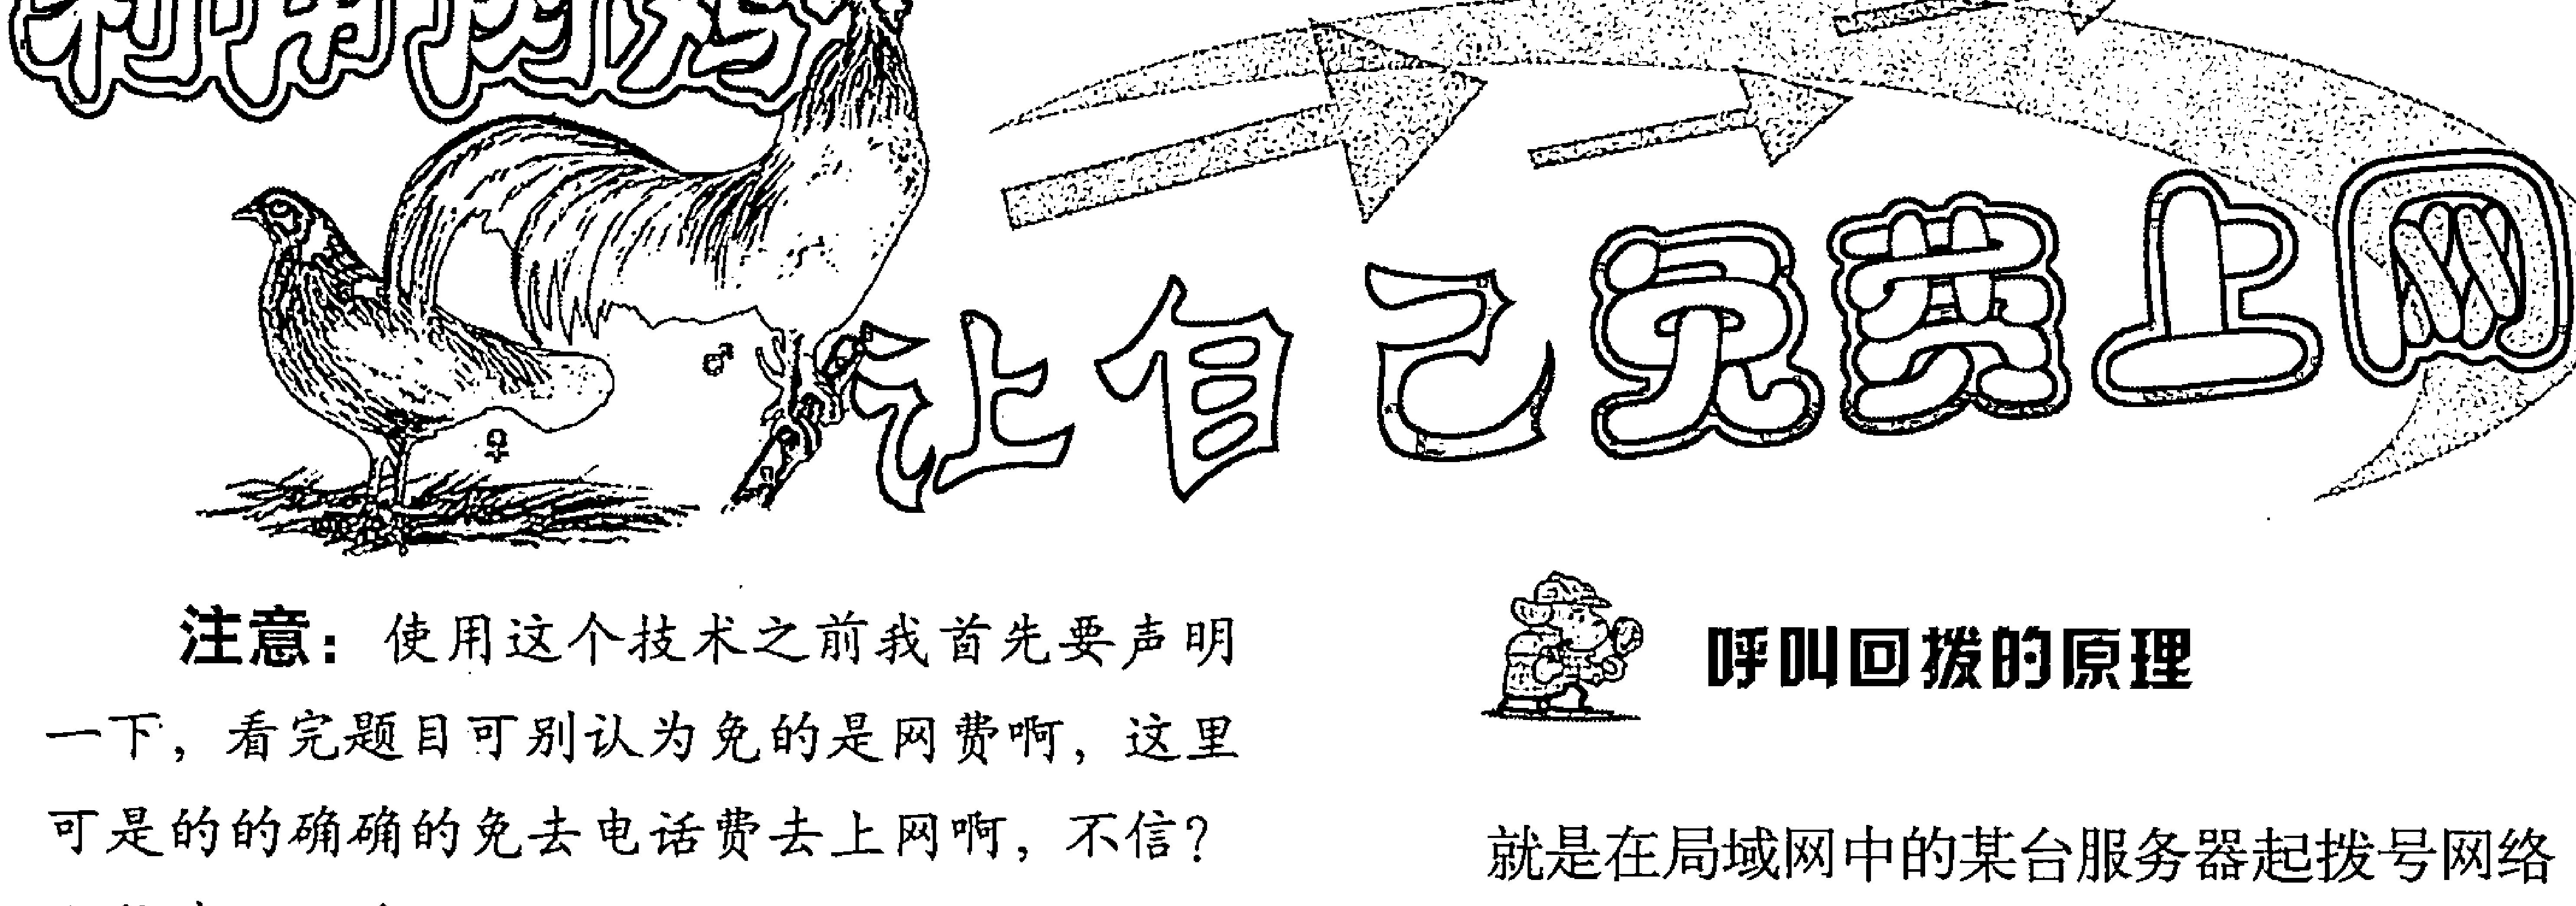 利用肉鸡
让自己免费上网
注意：使用这个技术之前我首先要声明
一下，看完题目可别认为免的是网费啊，这里
可是的的确确的免去电话费去上网啊，不信？
呼叫回拨的原理
就是在局域网中的某台服务器起拨号网络